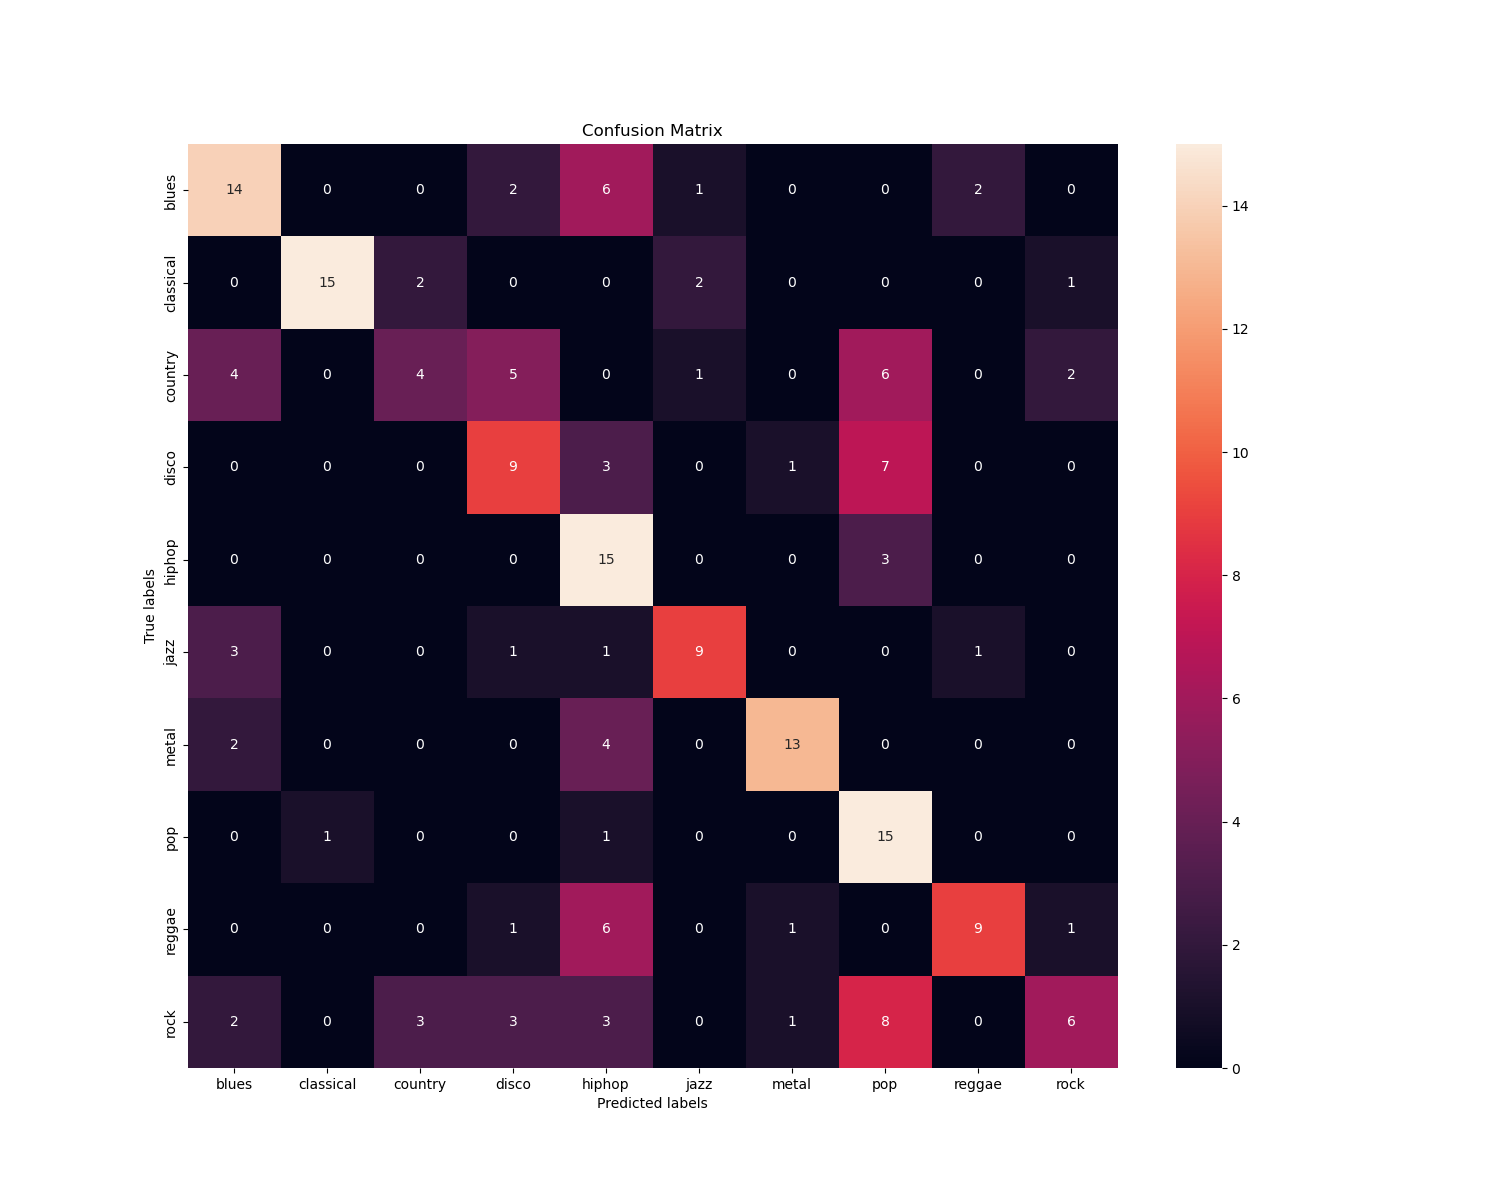 Confusion Matrix
blues 14 0 0 2 6 1 0 0 2 0
classical 0 15 2 0 0 2 0 0 0 1
country 4 0 4 5 0 1 0 6 0 2
disco 0 0 0 9 3 0 1 7 0 0
hiphop 0 0 0 0 15 0 0 3 0 0
jazz 3 0 0 1 1 9 0 0 1 0
metal 2 0 0 0 4 0 13 0 0 0
pop 0 1 0 0 1 0 0 15 0 0
reggae 0 0 0 1 6 0 1 0 9 1
rock 2 0 3 3 3 0 1 8 0 6
True labels
blues classical country disco hiphop jazz metal pop reggae rock
Predicted labels
14
12
10
8
6
4
2
0